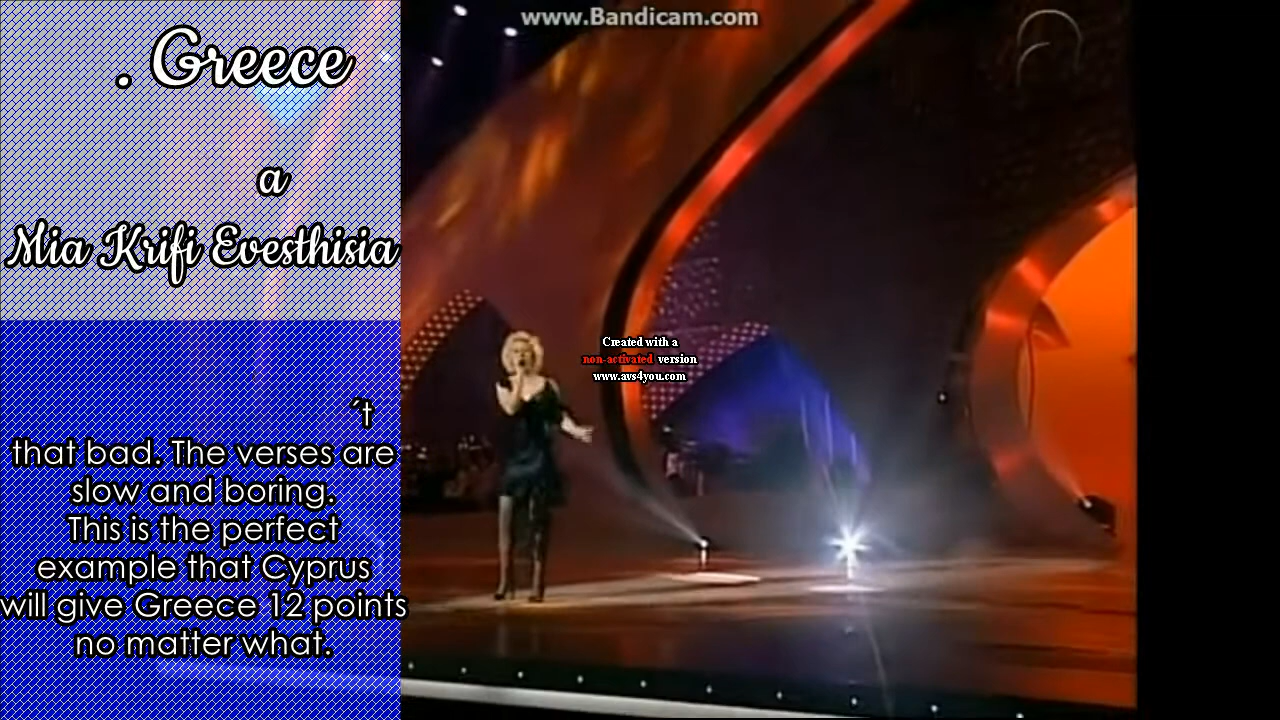 www.Bandicam.com
. Greece
a
Mia Krifi Evesthisia
´t
that bad. The verses are
slow and boring.
This is the perfect
example that Cyprus
will give Greece 12 points
no matter what.
Created with a
non-activated version
www.avs4you.com